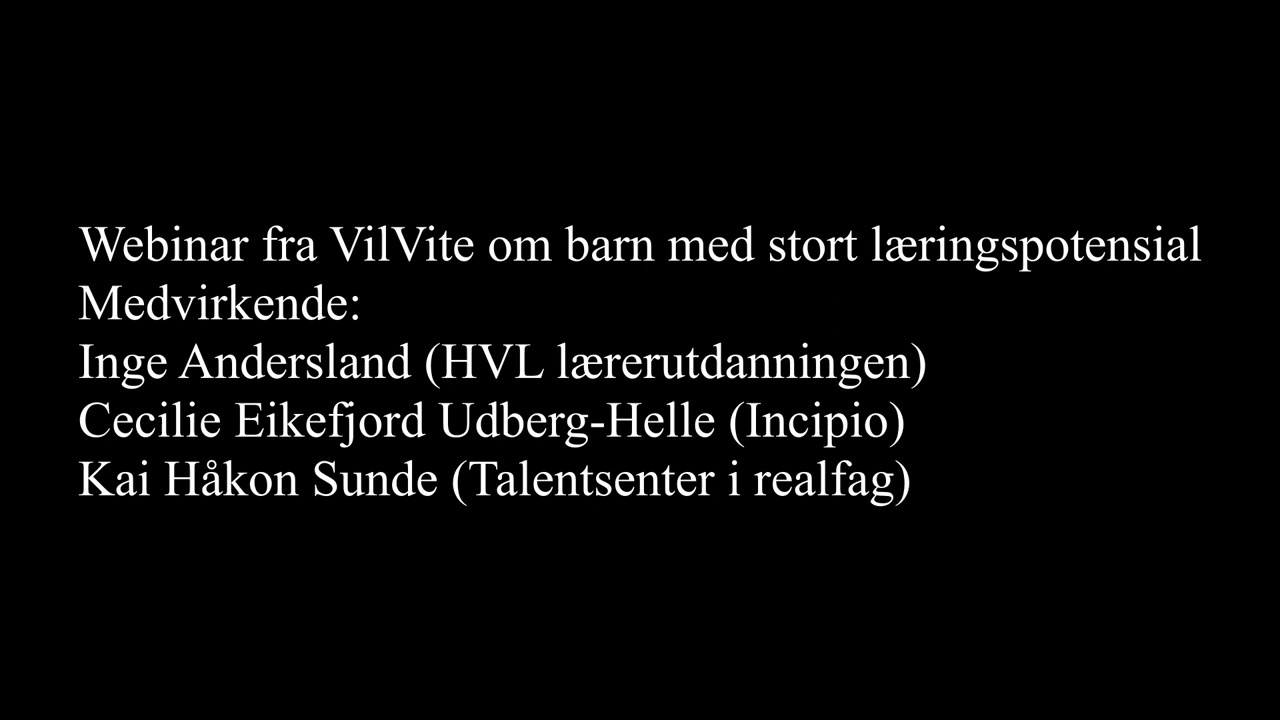 Webinar fra VilVite om barn med stort læringspotensial
Medvirkende:
Inge Andersland (HVL lærerutdanningen)
Cecilie Eikefjord Udberg-Helle (Incipio)
Kai Håkon Sunde (Talentsenter i realfag)